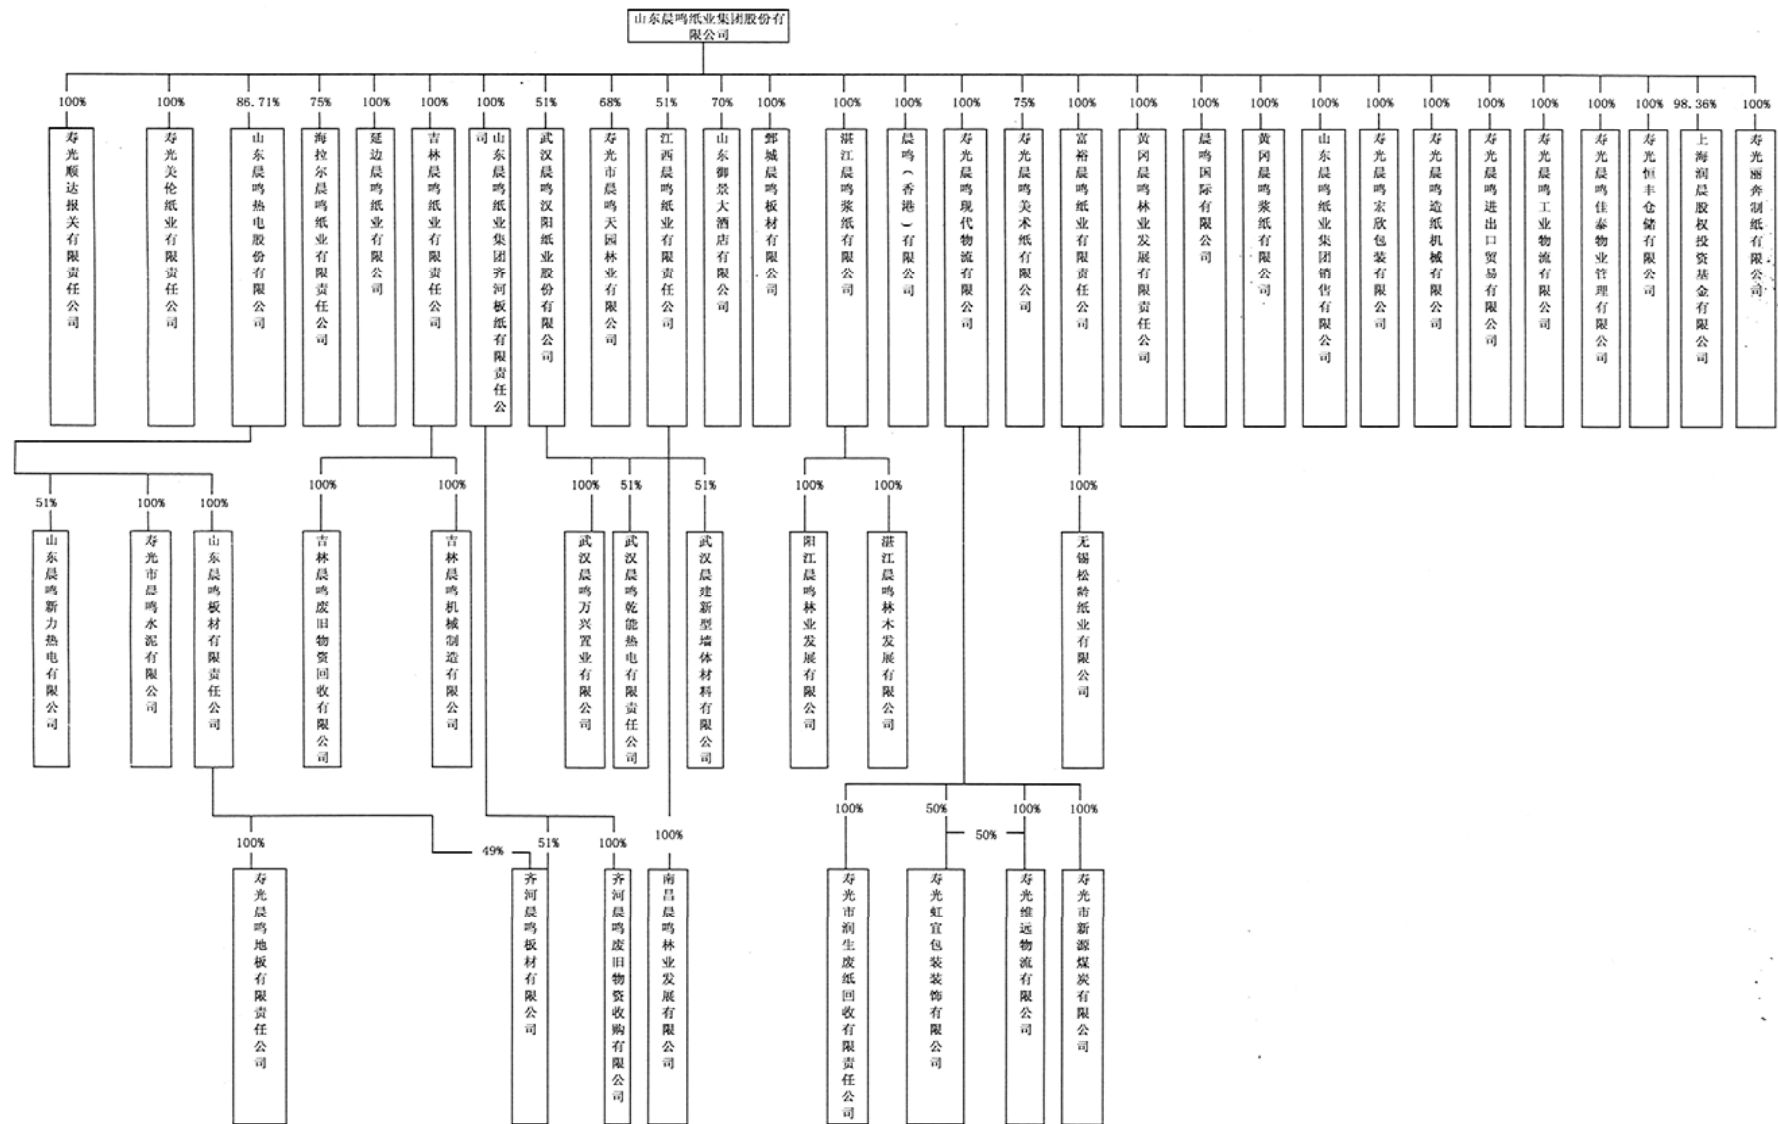 山东晨鸣纸业集团股份有
限公司
100%
100%
86.71%
75%
100%
100%
100%
51%
68%
51%
70%
100%
100%
100%
100%
75%
100%
100%
100%
100%
100%
100%
100%
100%
100%
100%
100%
98.36%
100%
寿光顺达报关有限责任公司
寿光美伦纸业有限责任公司
山东晨鸣热电股份有限公司
海拉尔晨鸣纸业有限责任公司
延边晨鸣纸业有限公司
吉林晨鸣纸业有限责任公司
山东晨鸣纸业集团齐河板纸有限责任公
司
武汉晨鸣汉阳纸业股份有限公司
寿光市晨鸣天园林业有限公司
江西晨鸣纸业有限责任公司
山东御景大酒店有限公司
鄄城晨鸣板材有限公司
湛江晨鸣浆纸有限公司
晨鸣(香港)有限公司
寿光晨鸣现代物流有限公司
寿光晨鸣美术纸有限公司
富裕晨鸣纸业有限责任公司
黄冈晨鸣林业发展有限责任公司
晨鸣国际有限公司
黄冈晨鸣浆纸有限公司
山东晨鸣纸业集团销售有限公司
寿光晨鸣宏欣包装有限公司
寿光晨鸣造纸机械有限公司
寿光晨鸣进出口贸易有限公司
寿光晨鸣工业物流有限公司
寿光晨鸣佳泰物业管理有限公司
寿光恒丰仓储有限公司
上海润晨股权投资基金有限公司
寿光丽奔制纸有限公司
51%
100%
100%
100%
100%
100%
51%
51%
100%
100%
100%
山东晨鸣新力热电有限公司
寿光市晨鸣水泥有限公司
山东晨鸣板材有限责任公司
吉林晨鸣废旧物资回收有限公司
吉林晨鸣机械制造有限公司
武汉晨鸣万兴置业有限公司
武汉晨鸣乾能热电有限责任公司
武汉晨建新型墙体材料有限公司
阳江晨鸣林业发展有限公司
湛江晨鸣林木发展有限公司
无锡松龄纸业有限公司
100%
49%
51%
100%
100%
100%
50%
50%
100%
100%
寿光晨鸣地板有限责任公司
齐河晨鸣板材有限公司
齐河晨鸣废旧物资收购有限公司
南昌晨鸣林业发展有限公司
寿光市润生废纸回收有限责任公司
寿光虹宜包装装饰有限公司
寿光维远物流有限公司
寿光市新源煤炭有限公司